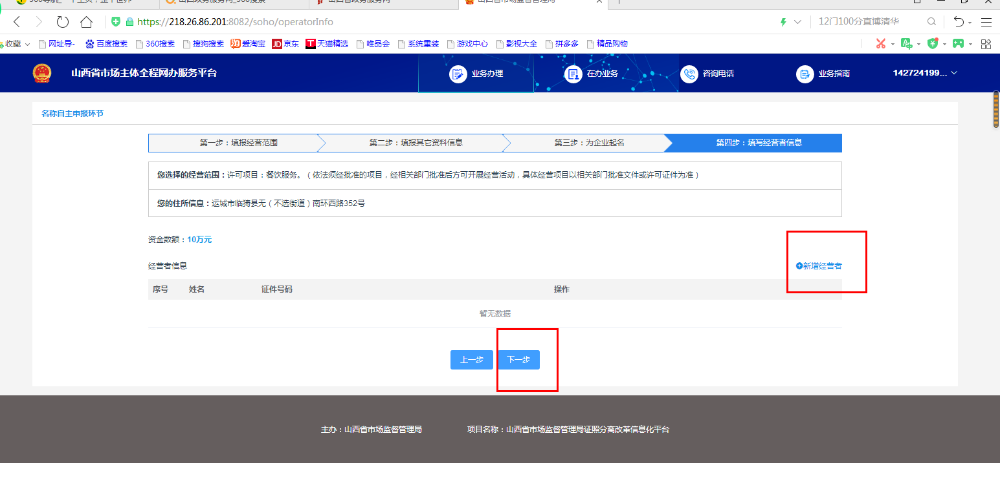 https://218.26.86.201:8082/soho/operatorInfo
12门100分直博清华
收藏 网址导- 百度搜索 360搜索 搜狗搜索 淘 爱淘宝 JD 京东 T 天猫精选 唯品会 系统重装 游戏中心 影视大全 拼多多 精品购物
山西省市场主体全程网办服务平台 业务办理 在办业务 咨询电话 业务指南 142724199...
名称自主申报环节
第一步：填报经营范围 第二步：填报其它资料信息 第三步：为企业起名 第四步：填写经营者信息
您选择的经营范围：许可项目：餐饮服务。（依法须经批准的项目，经相关部门批准后方可开展经营活动，具体经营项目以相关部门批准文件或许可证件为准）
您的住所信息：运城市临猗县无（不选街道）南环西路352号
资金数额：10万元
经营者信息 新增经营者
序号 姓名 证件号码 操作
暂无数据
上一步 下一步
主办：山西省市场监督管理局 项目名称：山西省市场监督管理局证照分离改革信息化平台